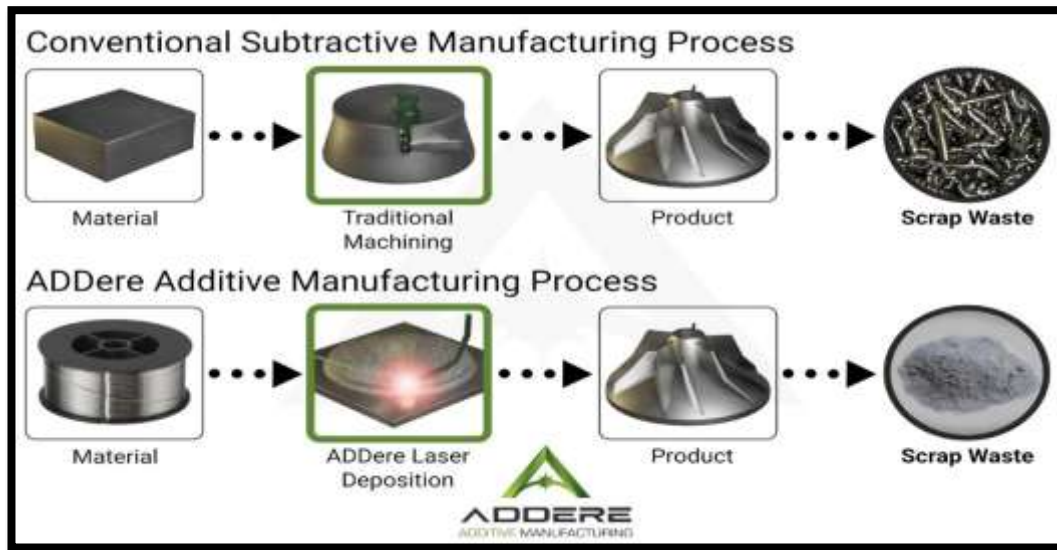 Conventional Subtractive Manufacturing Process
Material
Traditional
Machining
Product
Scrap Waste
ADDere Additive Manufacturing Process
Material
ADDere Laser
Deposition
Product
Scrap Waste
ADDERE
ADDITIVE MANUFACTURING